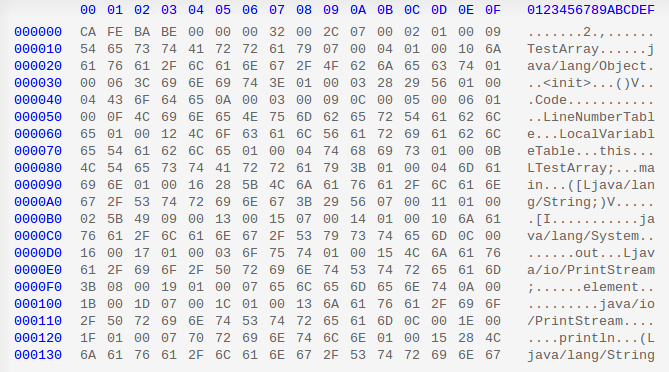 00 01 02 03 04 05 06 07 08 09 0A 0B 0C 0D 0E 0F 0123456789ABCDEF
000000 CA FE BA BE 00 00 00 32 00 2C 07 00 02 01 00 09 .......2.,......
000010 54 65 73 74 41 72 72 61 79 07 00 04 01 00 10 6A TestArray......j
000020 61 76 61 2F 6C 61 6E 67 2F 4F 62 6A 65 63 74 01 ava/lang/Object.
000030 00 06 3C 69 6E 69 74 3E 01 00 03 28 29 56 01 00 ..<init>...()V..
000040 04 43 6F 64 65 0A 00 03 00 09 0C 00 05 00 06 01 .Code...........
000050 00 0F 4C 69 6E 65 4E 75 6D 62 65 72 54 61 62 6C ..LineNumberTabl
000060 65 01 00 12 4C 6F 63 61 6C 56 61 72 69 61 62 6C e...LocalVariabl
000070 65 54 61 62 6C 65 01 00 04 74 68 69 73 01 00 0B eTable...this...
000080 4C 54 65 73 74 41 72 72 61 79 3B 01 00 04 6D 61 LTestArray;...ma
000090 69 6E 01 00 16 28 5B 4C 6A 61 76 61 2F 6C 61 6E in...([Ljava/lan
0000A0 67 2F 53 74 72 69 6E 67 3B 29 56 07 00 11 01 00 g/String;)V.....
0000B0 02 5B 49 09 00 13 00 15 07 00 14 01 00 10 6A 61 .[I...........ja
0000C0 76 61 2F 6C 61 6E 67 2F 53 79 73 74 65 6D 0C 00 va/lang/System..
0000D0 16 00 17 01 00 03 6F 75 74 01 00 15 4C 6A 61 76 ......out...Ljav
0000E0 61 2F 69 6F 2F 50 72 69 6E 74 53 74 72 65 61 6D a/io/PrintStream
0000F0 3B 08 00 19 01 00 07 65 6C 65 6D 65 6E 74 0A 00 ;......element..
000100 1B 00 1D 07 00 1C 01 00 13 6A 61 76 61 2F 69 6F .........java/io
000110 2F 50 72 69 6E 74 53 74 72 65 61 6D 0C 00 1E 00 /PrintStream....
000120 1F 01 00 07 70 72 69 6E 74 6C 6E 01 00 15 28 4C ....println...(L
000130 6A 61 76 61 2F 6C 61 6E 67 2F 53 74 72 69 6E 67 java/lang/String